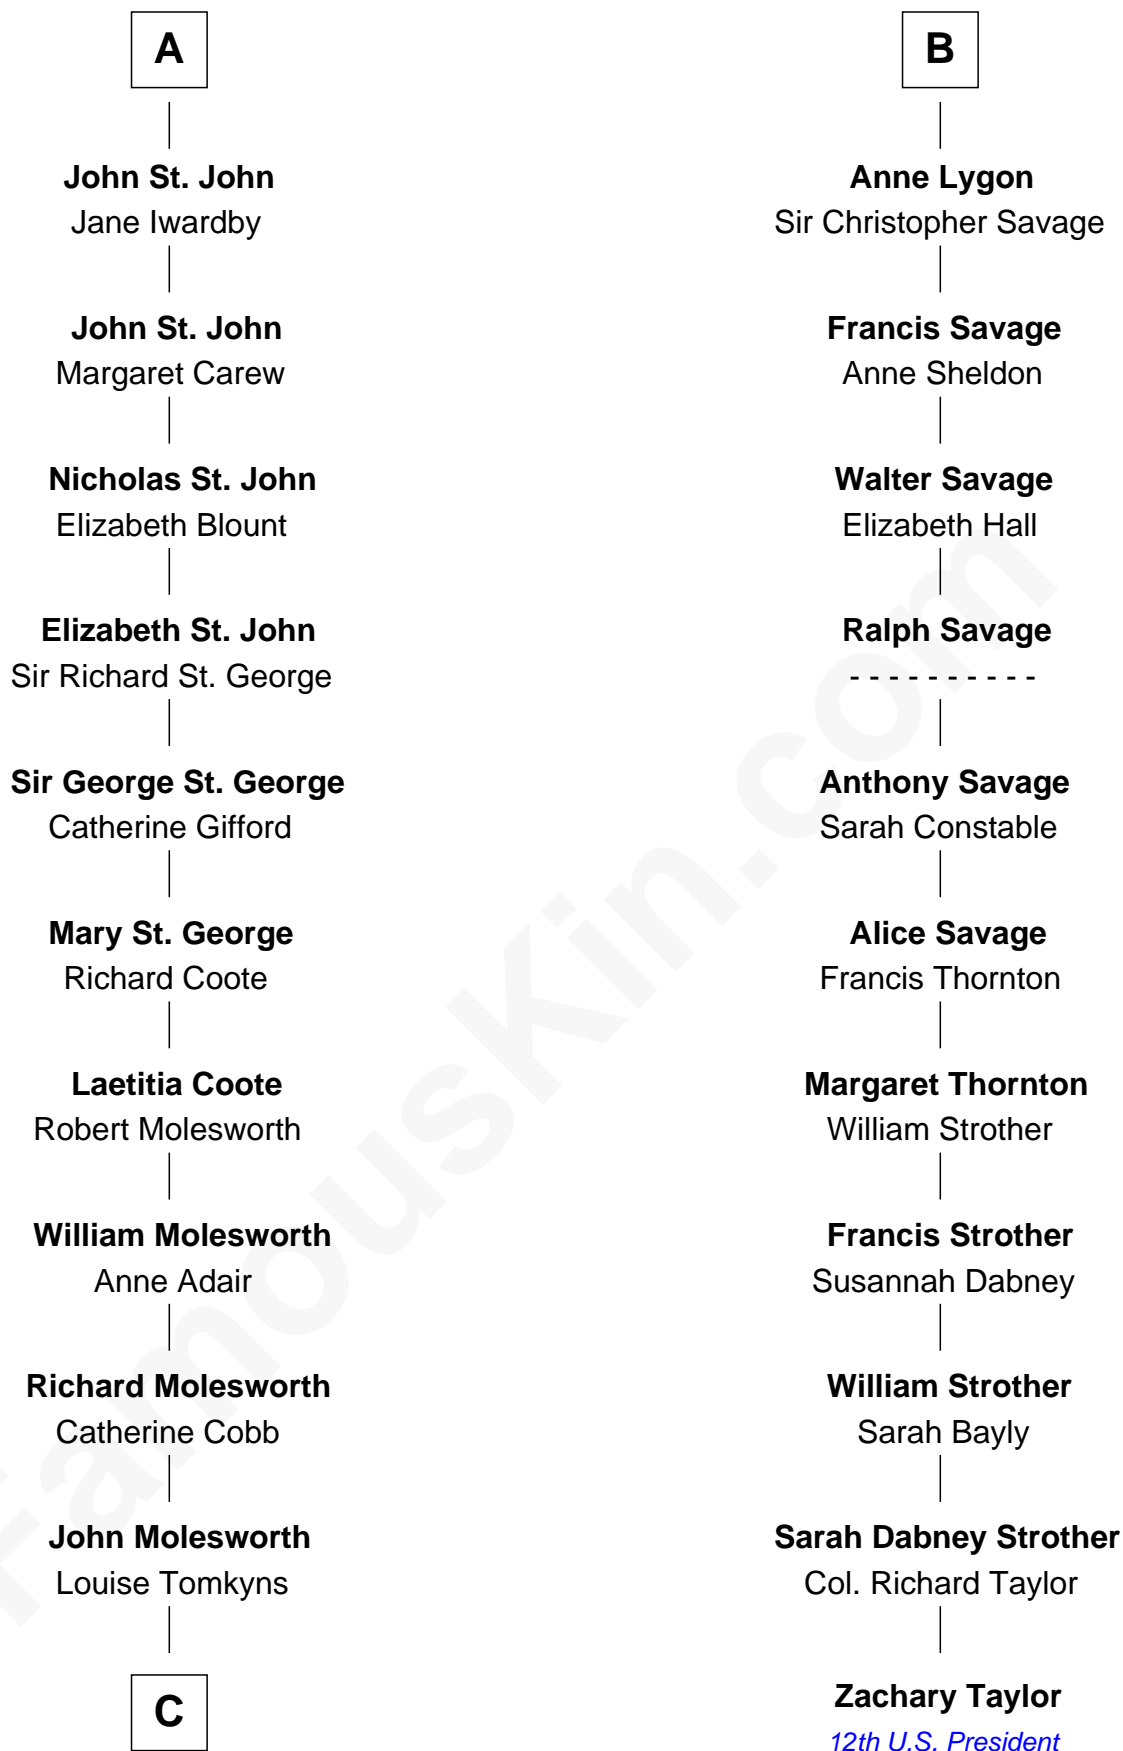 A
John St. John
Jane Iwardby
John St. John
Margaret Carew
Nicholas St. John
Elizabeth Blount
Elizabeth St. John
Sir Richard St. George
Sir George St. George
Catherine Gifford
Mary St. George
Richard Coote
Laetitia Coote
Robert Molesworth
William Molesworth
Anne Adair
Richard Molesworth
Catherine Cobb
John Molesworth
Louise Tomkyns
C
B
Anne Lygon
Sir Christopher Savage
Francis Savage
Anne Sheldon
Walter Savage
Elizabeth Hall
Ralph Savage
- - - - - - - - - -
Anthony Savage
Sarah Constable
Alice Savage
Francis Thornton
Margaret Thornton
William Strother
Francis Strother
Susannah Dabney
William Strother
Sarah Bayly
Sarah Dabney Strother
Col. Richard Taylor
Zachary Taylor
12th U.S. President
FamousKin.com